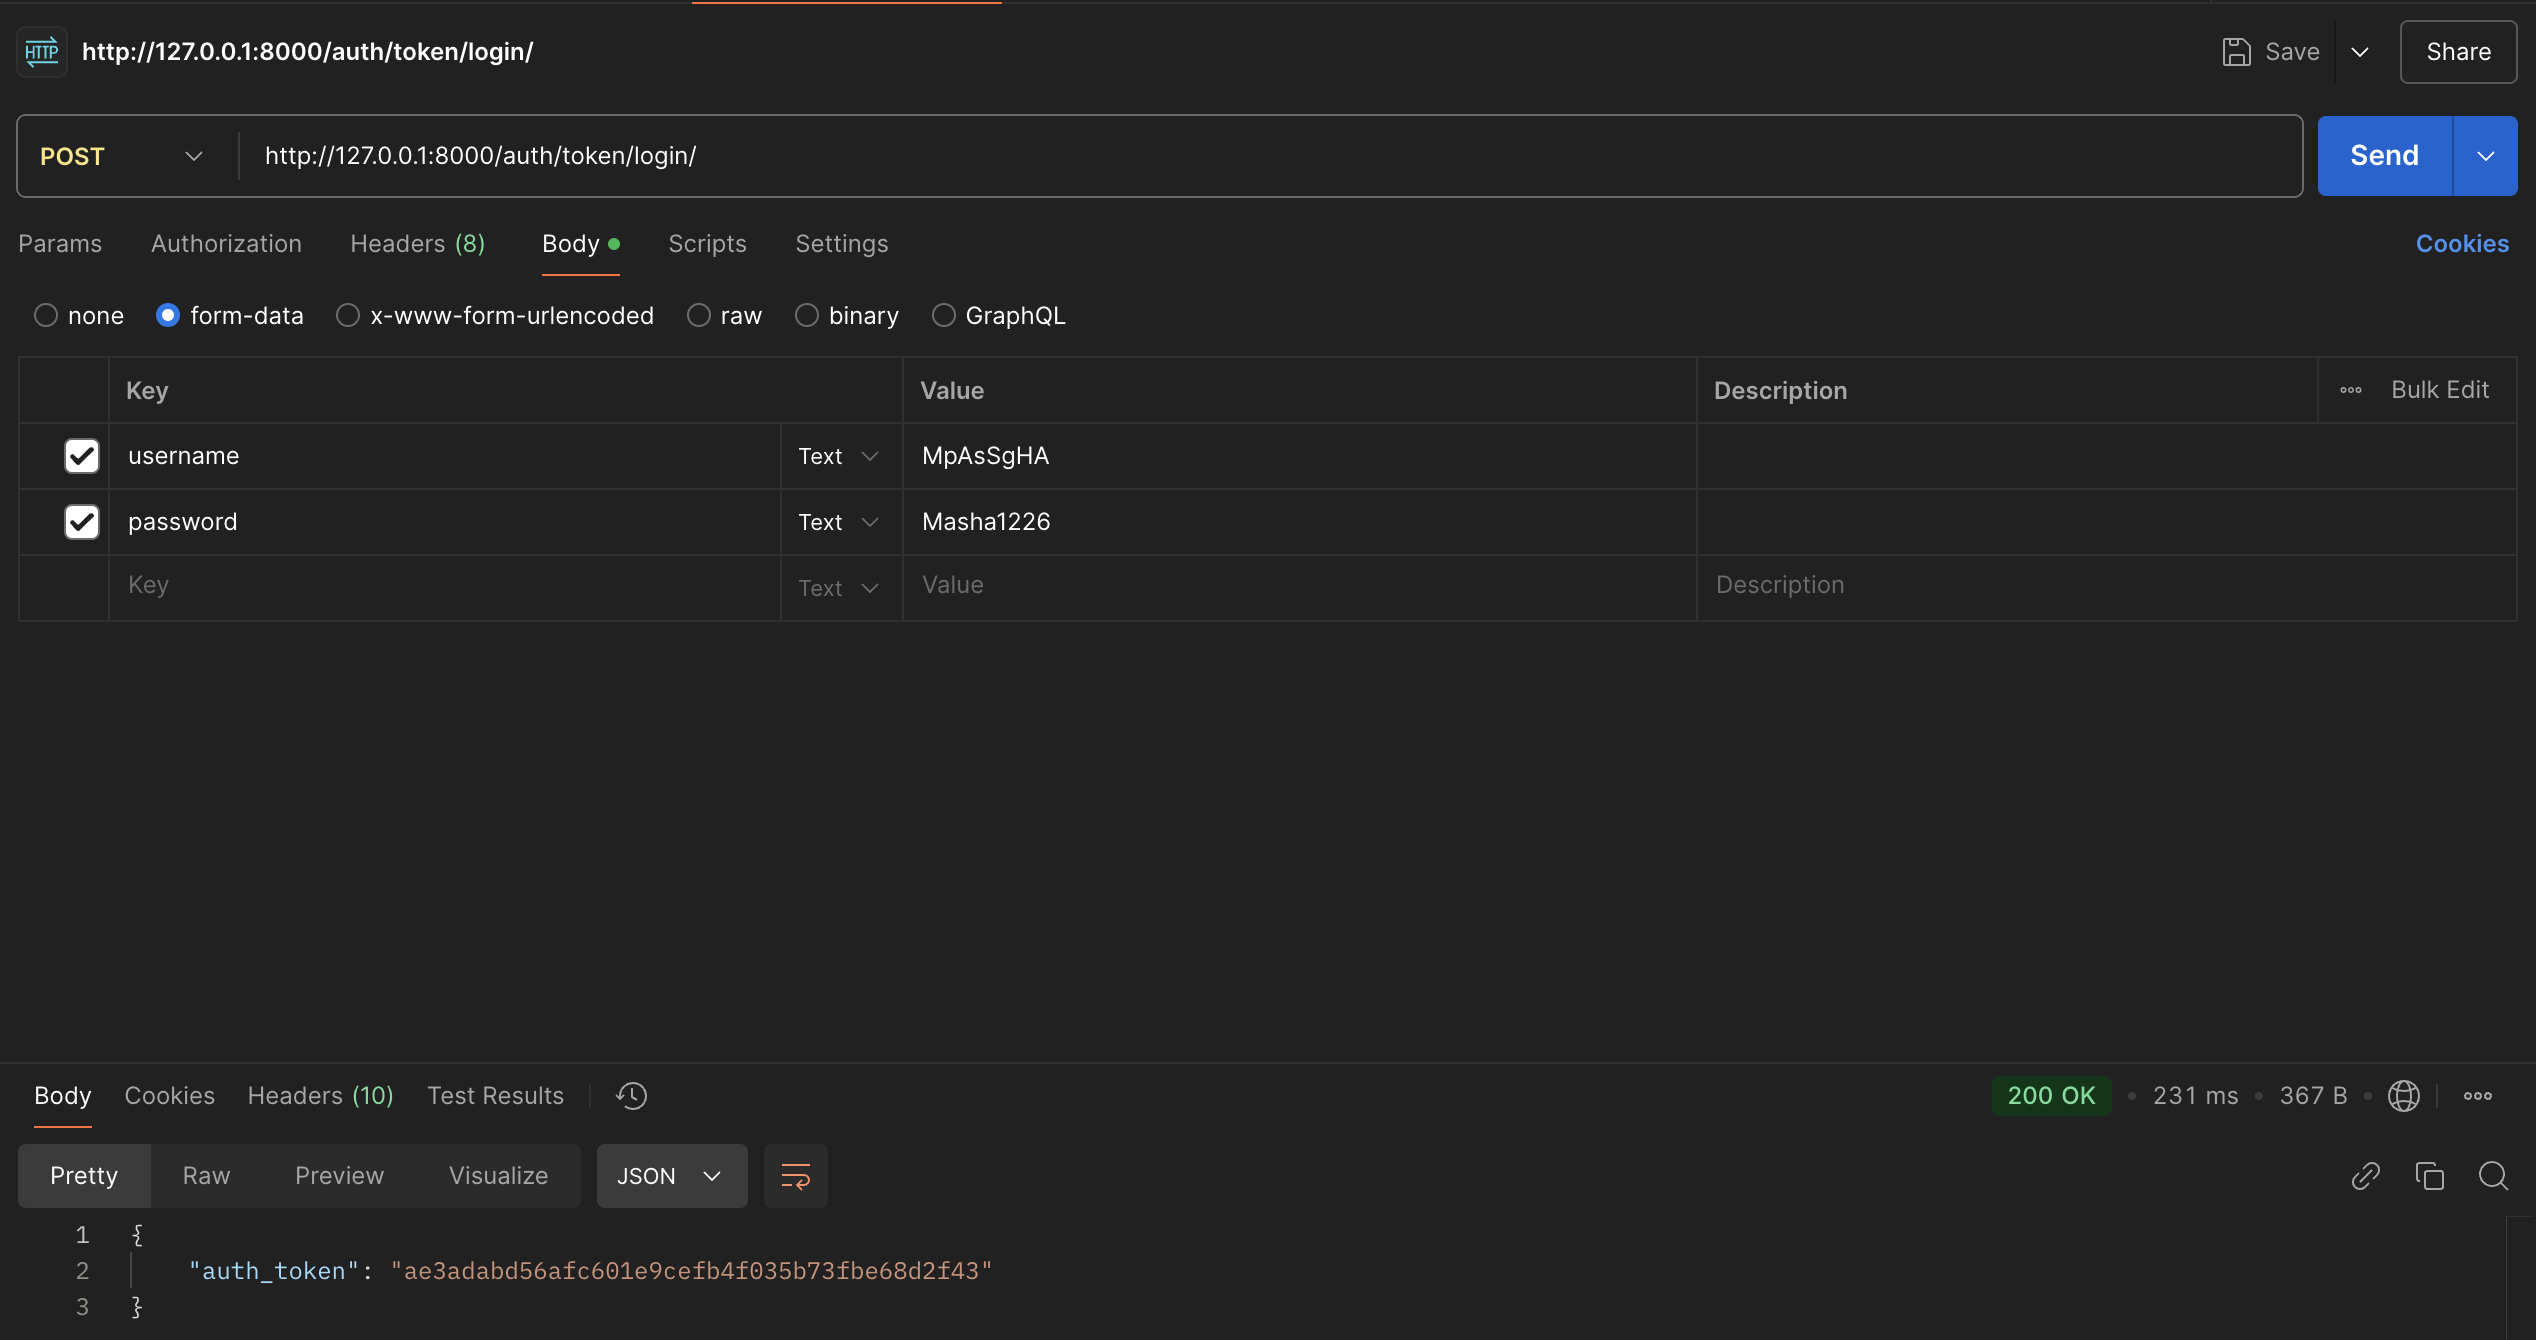 HTTP http://127.0.0.1:8000/auth/token/login/ Save Share
POST http://127.0.0.1:8000/auth/token/login/ Send
Params Authorization Headers (8) Body Scripts Settings Cookies
none form-data x-www-form-urlencoded raw binary GraphQL
Key Value Description Bulk Edit
username Text MpAsSgHA
password Text Masha1226
Key Text Value Description
Body Cookies Headers (10) Test Results 200 OK 231 ms 367 B
Pretty Raw Preview Visualize JSON
1 {
2 "auth_token": "ae3adabd56afc601e9cefb4f035b73fbe68d2f43"
3 }